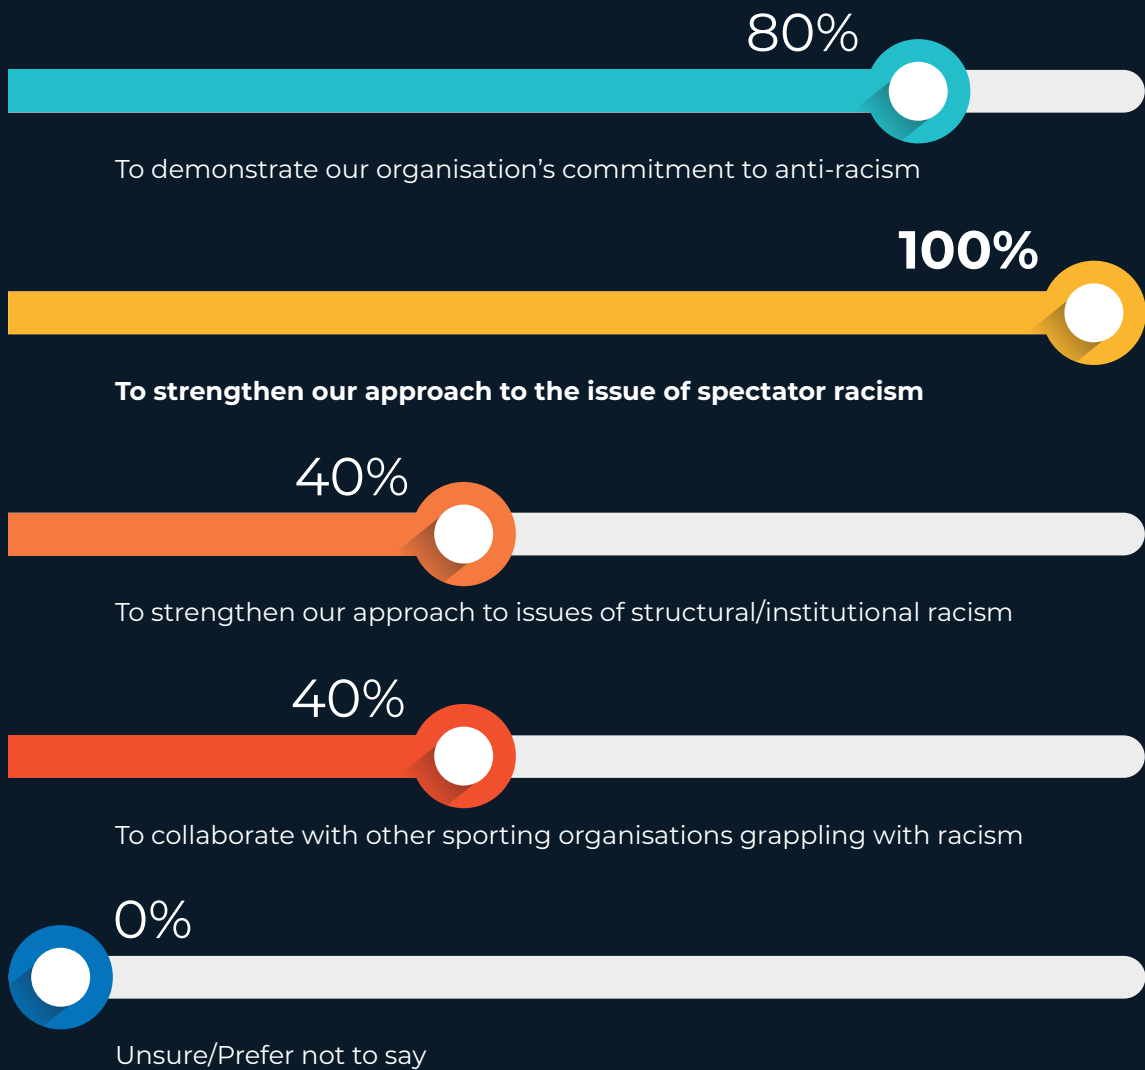 80%
To demonstrate our organisation’s commitment to anti-racism
100%
To strengthen our approach to the issue of spectator racism
40%
To strengthen our approach to issues of structural/institutional racism
40%
To collaborate with other sporting organisations grappling with racism
0%
Unsure/Prefer not to say